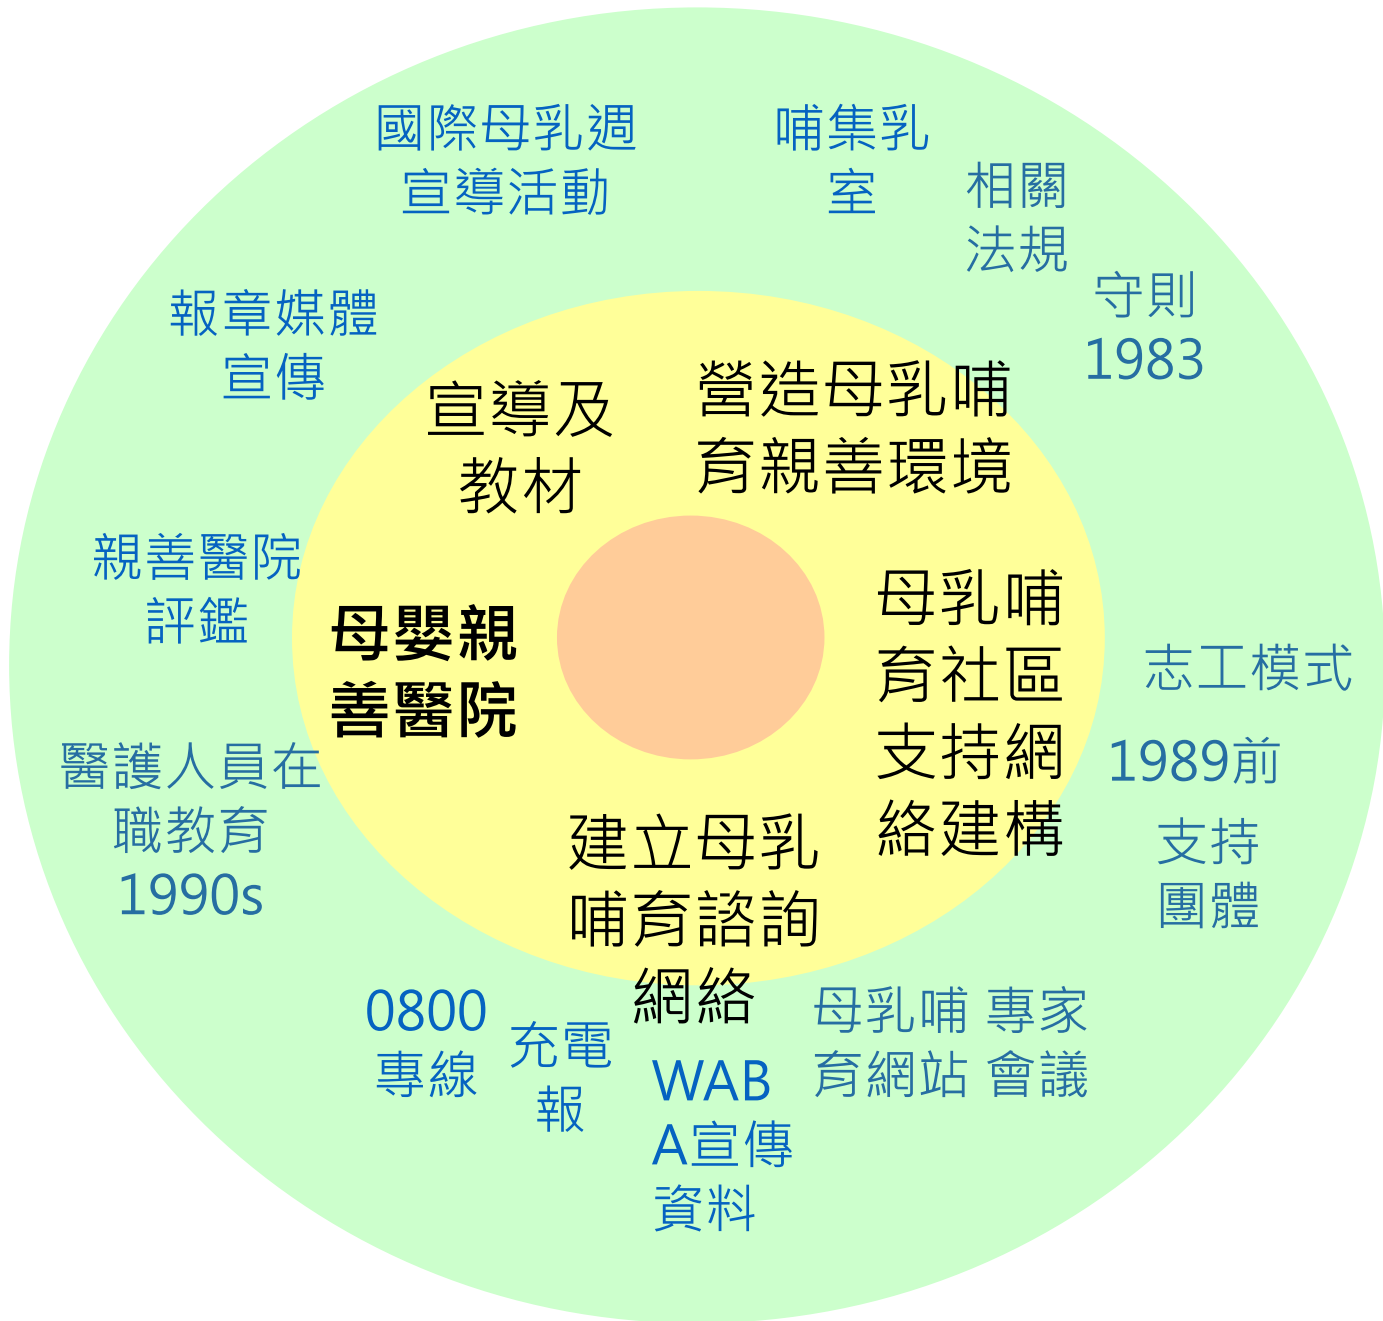 國際母乳週
宣導活動
哺集乳
室
相關
法規
守則
1983
報章媒體
宣傳
宣導及
教材
營造母乳哺
育親善環境
親善醫院
評鑑
母嬰親
善醫院
母乳哺
育社區
支持網
絡建構
志工模式
1989前
支持
團體
醫護人員在
職教育
1990s
建立母乳
哺育諮詢
網絡
0800
專線
充電
報
WAB
A宣傳
資料
母乳哺
育網站
專家
會議